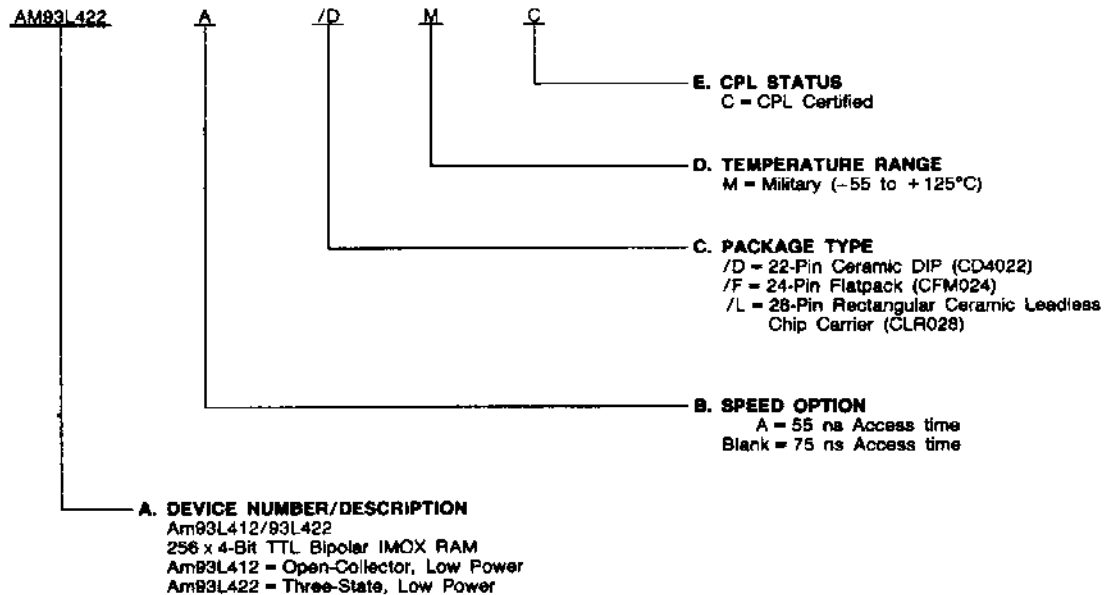 AM93L422 A /D M C
E. CPL STATUS
C = CPL Certified
D. TEMPERATURE RANGE
M = Military (-55 to +125°C)
C. PACKAGE TYPE
/D = 22-Pin Ceramic DIP (CD4022)
/F = 24-Pin Flatpack (CFM024)
/L = 28-Pin Rectangular Ceramic Leadless
Chip Carrier (CLR028)
B. SPEED OPTION
A = 55 ns Access time
Blank = 75 ns Access time
A. DEVICE NUMBER/DESCRIPTION
Am93L412/93L422
256 x 4-Bit TTL Bipolar IMOX RAM
Am93L412 = Open-Collector, Low Power
Am93L422 = Three-State, Low Power